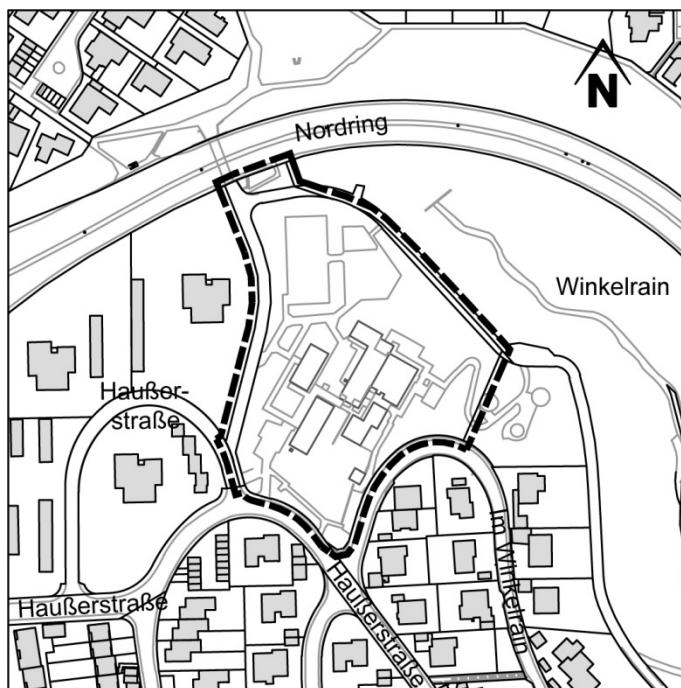 N
Nordring
Winkelrain
Haußer-
straße
Im Winkelrain
Haußerstraße
Haußerstraße